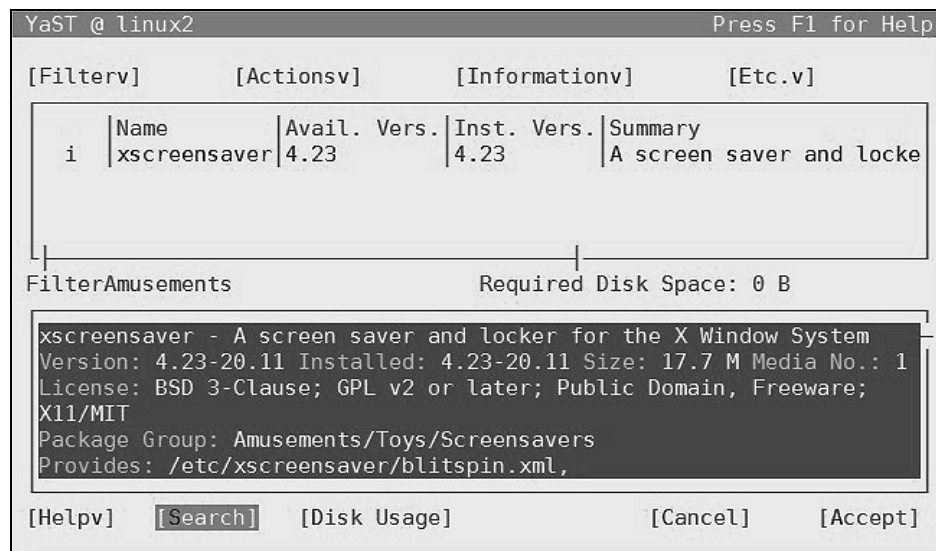 YaST @ linux2 Press F1 for Help
[Filterv] [Actionsv] [Informationv] [Etc.v]
Name Avail. Vers. Inst. Vers. Summary
i xscreensaver 4.23 4.23 A screen saver and locke
FilterAmusements Required Disk Space: 0 B
xscreensaver - A screen saver and locker for the X Window System
Version: 4.23-20.11 Installed: 4.23-20.11 Size: 17.7 M Media No.: 1
License: BSD 3-Clause; GPL v2 or later; Public Domain, Freeware;
X11/MIT
Package Group: Amusements/Toys/Screensavers
Provides: /etc/xscreensaver/blitspin.xml,
[Helpv] [Search] [Disk Usage] [Cancel] [Accept]